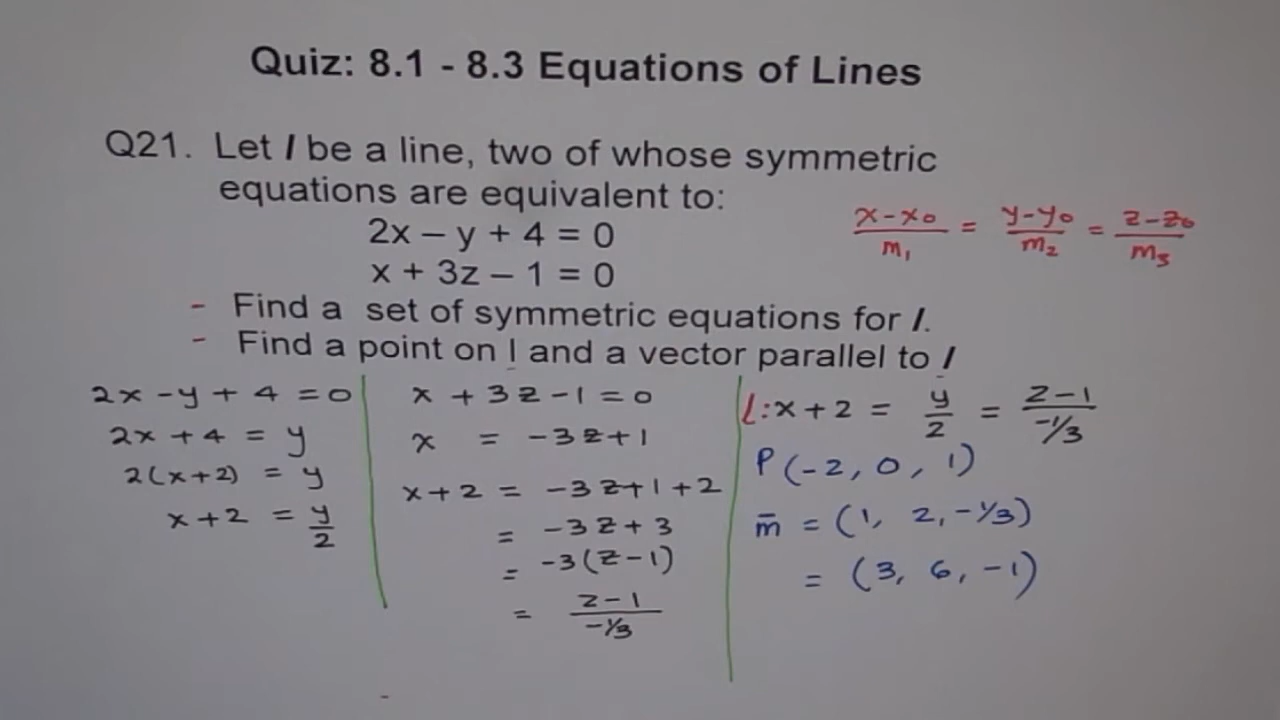 Quiz: 8.1 - 8.3 Equations of Lines
Q21. Let l be a line, two of whose symmetric
equations are equivalent to:
2x – y + 4 = 0
x + 3z – 1 = 0
x-x₀/m₁ = y-y₀/m₂ = z-z₀/m₃
- Find a set of symmetric equations for l.
- Find a point on l and a vector parallel to l
2x - y + 4 = 0
2x + 4 = y
2(x+2) = y
x+2 = y/2
x + 3z - 1 = 0
x = -3z+1
x+2 = -3z+1+2
= -3z+3
= -3(z-1)
= z-1/-1/3
l: x+2 = y/2 = z-1/-1/3
P(-2, 0, 1)
m̄ = (1, 2, -1/3)
= (3, 6, -1)